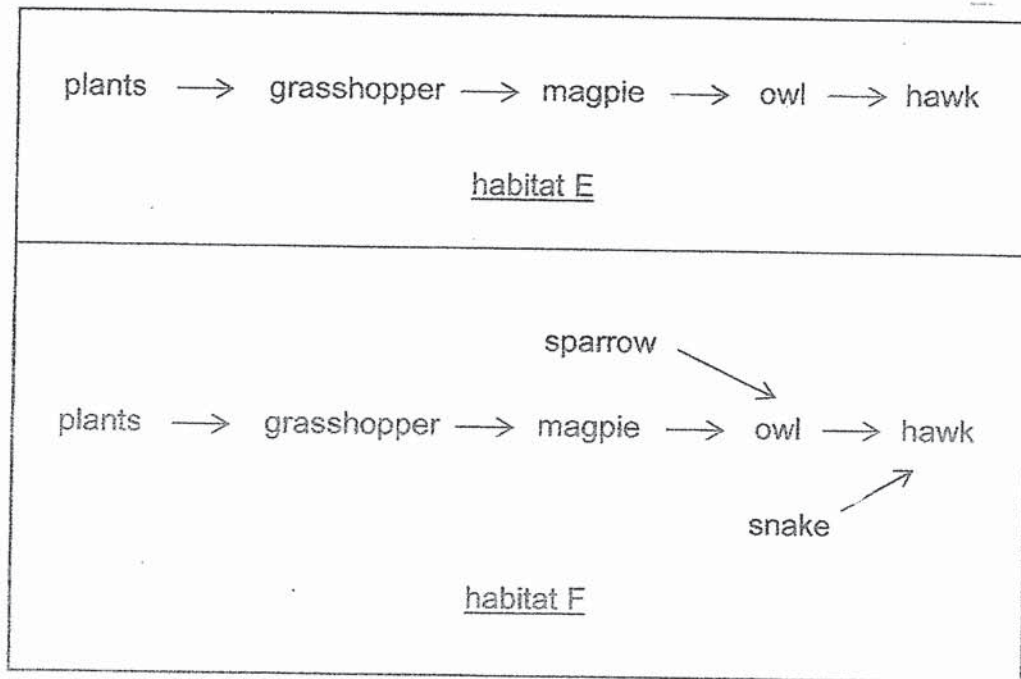 plants → grasshopper → magpie → owl → hawk
habitat E
sparrow
plants → grasshopper → magpie → owl → hawk
snake
habitat F